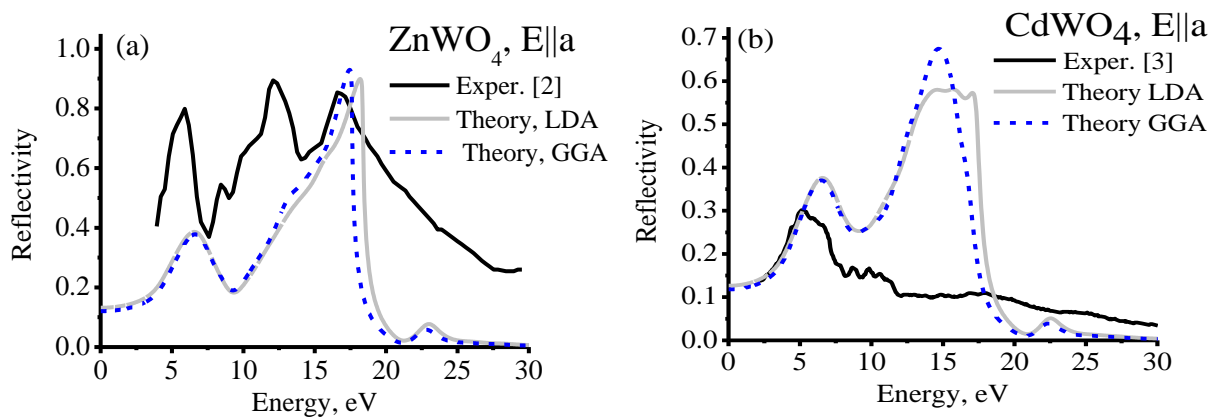 (a)
ZnWO4, E||a
Exper. [2]
Theory, LDA
Theory, GGA
Reflectivity
1.0
0.8
0.6
0.4
0.2
0.0
0 5 10 15 20 25 30
Energy, eV
(b)
CdWO4, E||a
Exper. [3]
Theory LDA
Theory GGA
Reflectivity
0.7
0.6
0.5
0.4
0.3
0.2
0.1
0.0
0 5 10 15 20 25 30
Energy, eV